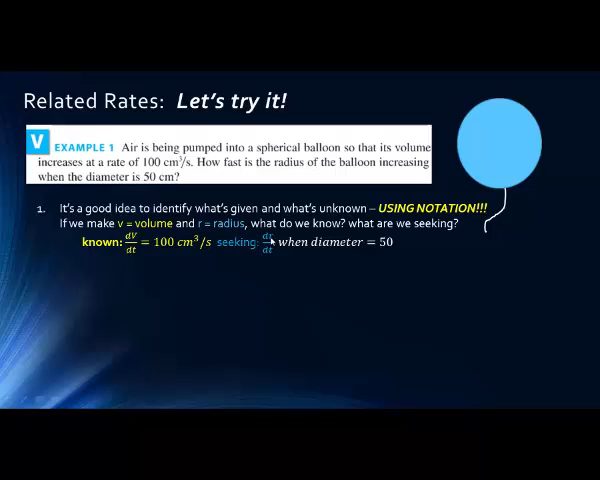 Related Rates: Let's try it!
V EXAMPLE 1 Air is being pumped into a spherical balloon so that its volume
increases at a rate of 100 cm³/s. How fast is the radius of the balloon increasing
when the diameter is 50 cm?
1. It's a good idea to identify what's given and what's unknown – USING NOTATION!!!
If we make v = volume and r = radius, what do we know? what are we seeking?
known: dV/dt = 100 cm³/s seeking: dr/dt when diameter = 50